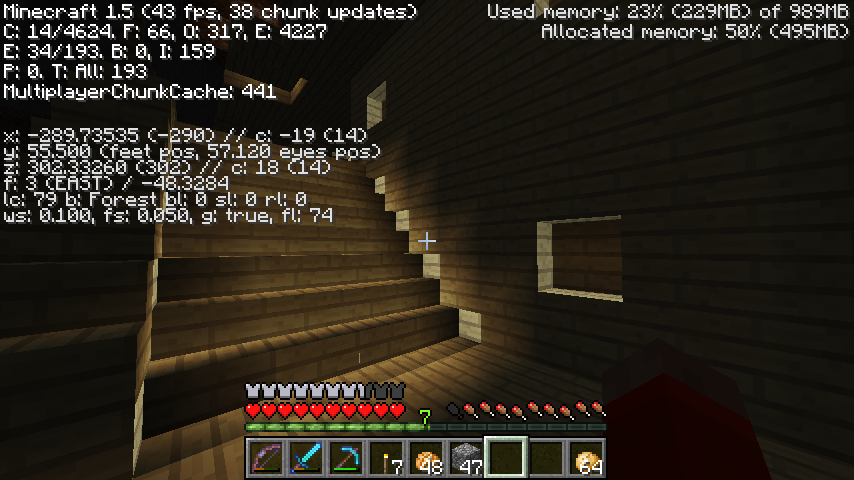 Minecraft 1.5 (43 fps, 38 chunk updates)
C: 14/4624, F: 66, O: 317, E: 4227
E: 34/193, B: 0, I: 159
P: 0. T: All: 193
MultiplayerChunkCache: 441
Used memory: 23% (229MB) of 989MB
Allocated memory: 50% (495MB)
x: -289.73535 (-290) // c: -19 (14)
y: 55.500 (feet pos, 57.120 eyes pos)
z: 302.33260 (302) // c: 18 (14)
f: 3 (EAST) / -48.3284
lc: 79 b: Forest bl: 0 sl: 0 rl: 0
ws: 0.100, fs: 0.050, g: true, fl: 74
7
7 48 47 64